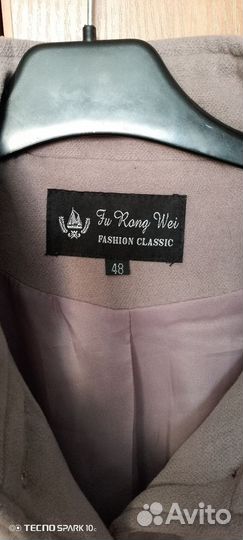 Fu Rong Wei
FASHION CLASSIC
48
TECNO SPARK 10C
Avito